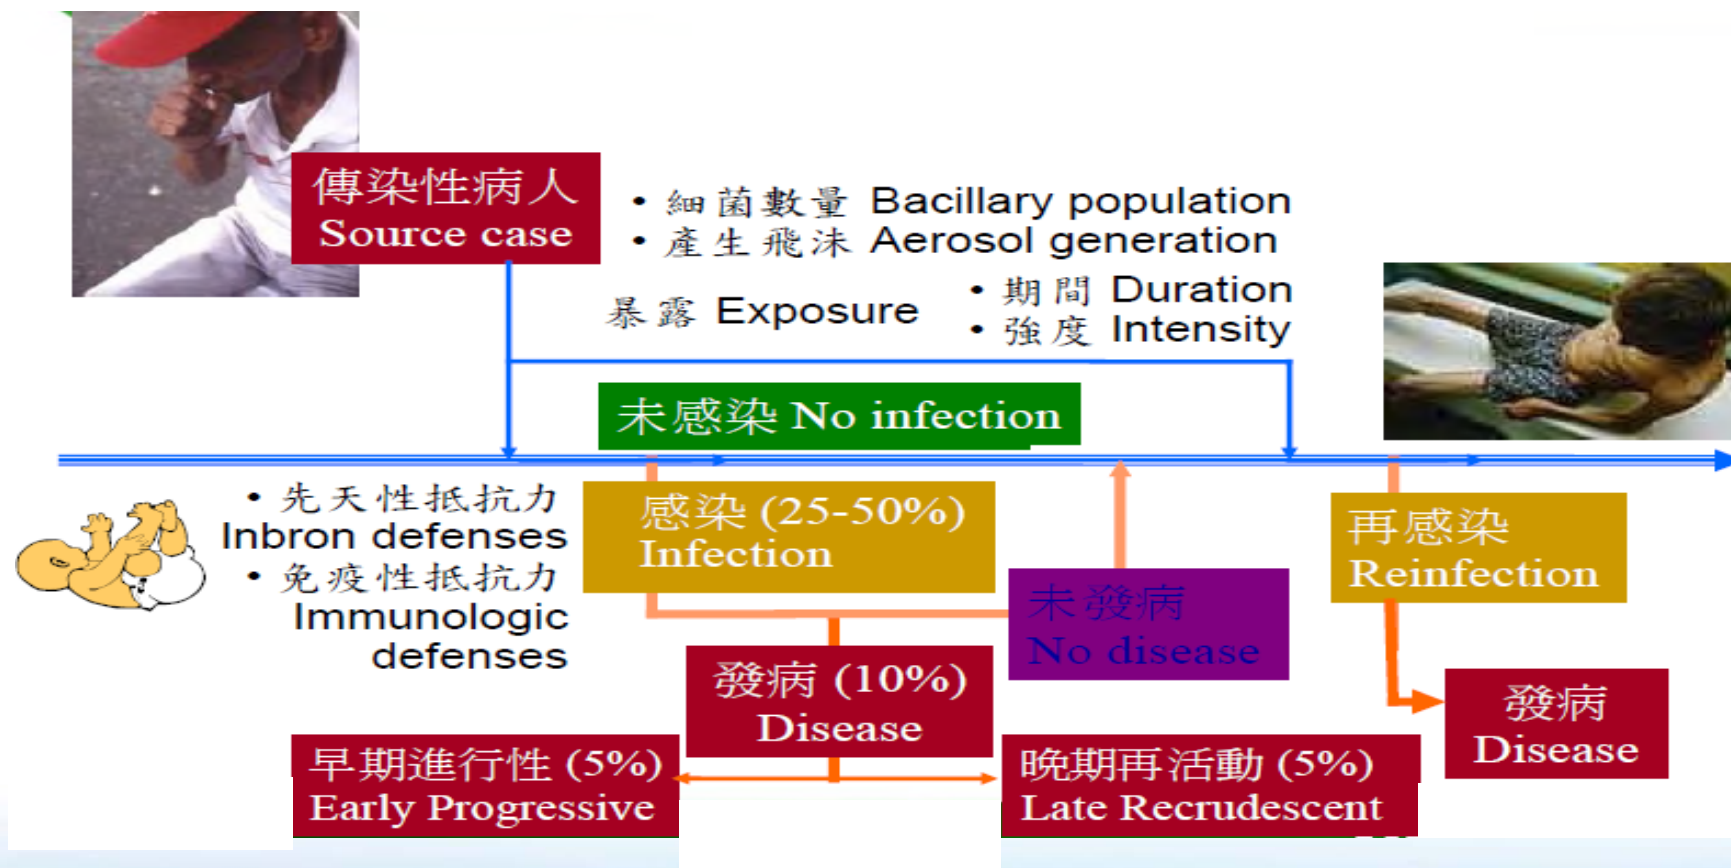 傳染性病人
Source case
• 細菌數量 Bacillary population
• 產生飛沫 Aerosol generation
暴露 Exposure
• 期間 Duration
• 強度 Intensity
未感染 No infection
• 先天性抵抗力
Inbron defenses
• 免疫性抵抗力
Immunologic
defenses
感染 (25-50%)
Infection
未發病
No disease
再感染
Reinfection
發病 (10%)
Disease
發病
Disease
早期進行性 (5%)
Early Progressive
晚期再活動 (5%)
Late Recrudescent